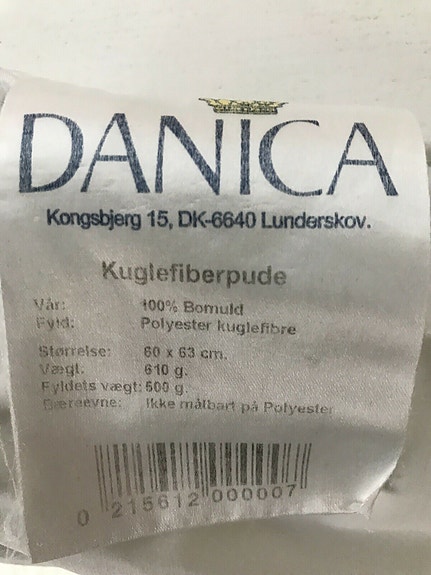 DANICA
Kongsbjerg 15, DK-6640 Lunderskov.
Kuglefiberpude
Vår: 100% Bomuld
Fyld: Polyester kuglefibre
Størrelse: 60 x 63 cm.
Vægt. 610 g.
Fyldets vægt: 500 g.
Bæreevne: Ikke målbart på Polyester
0 215612 000007